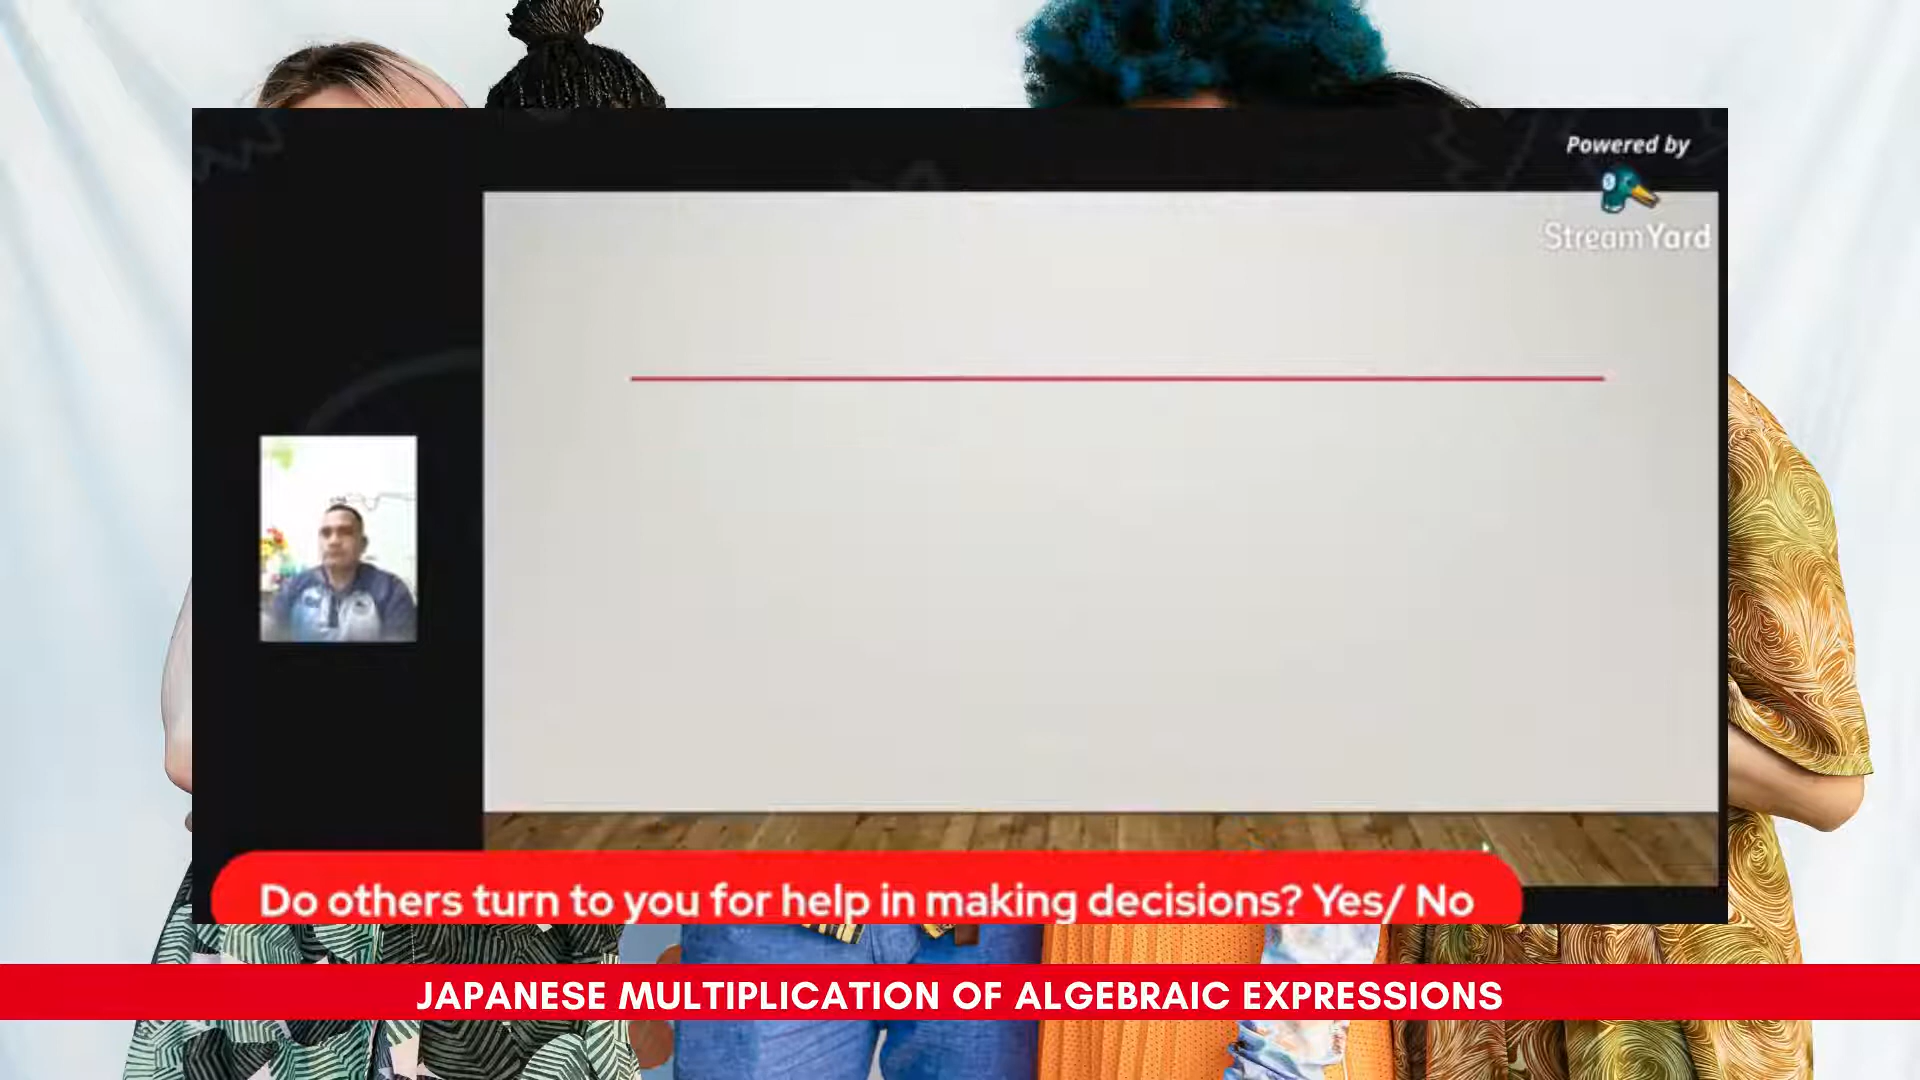 Powered by
StreamYard
Do others turn to you for help in making decisions? Yes/ No
JAPANESE MULTIPLICATION OF ALGEBRAIC EXPRESSIONS